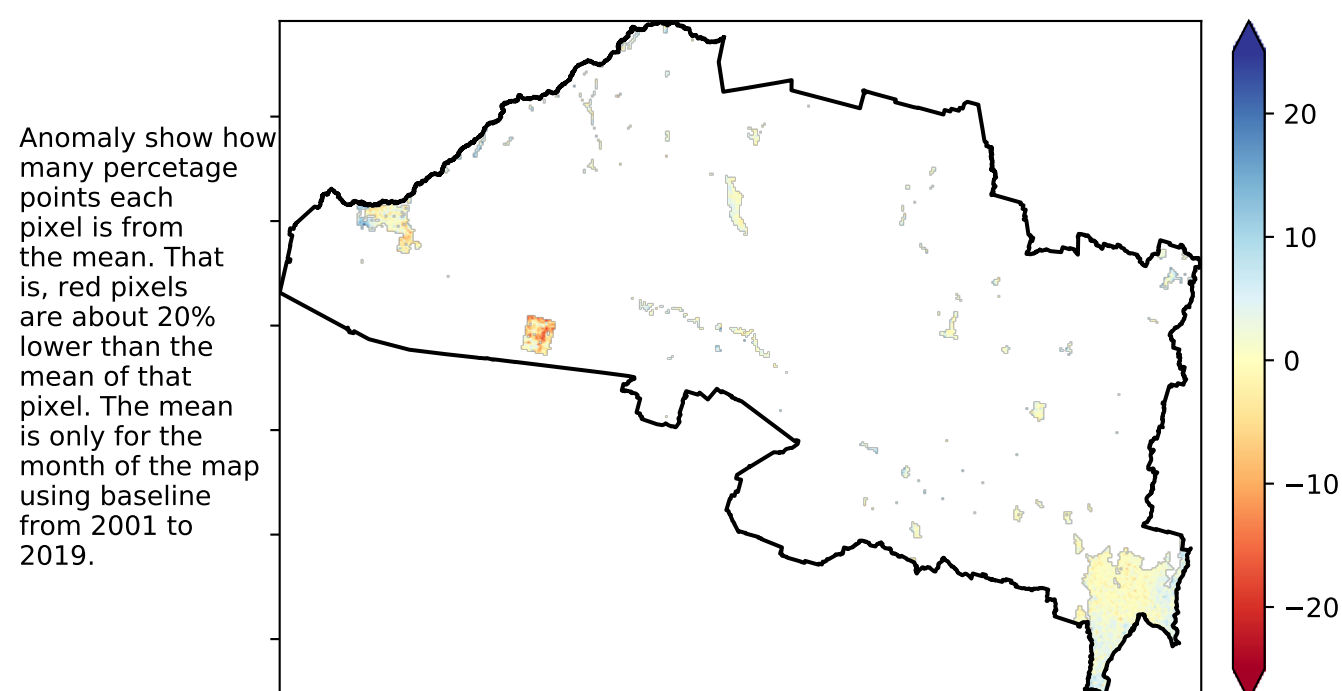 Anomaly show how
many percetage
points each
pixel is from
the mean. That
is, red pixels
are about 20%
lower than the
mean of that
pixel. The mean
is only for the
month of the map
using baseline
from 2001 to
2019.
20
10
0
−10
−20